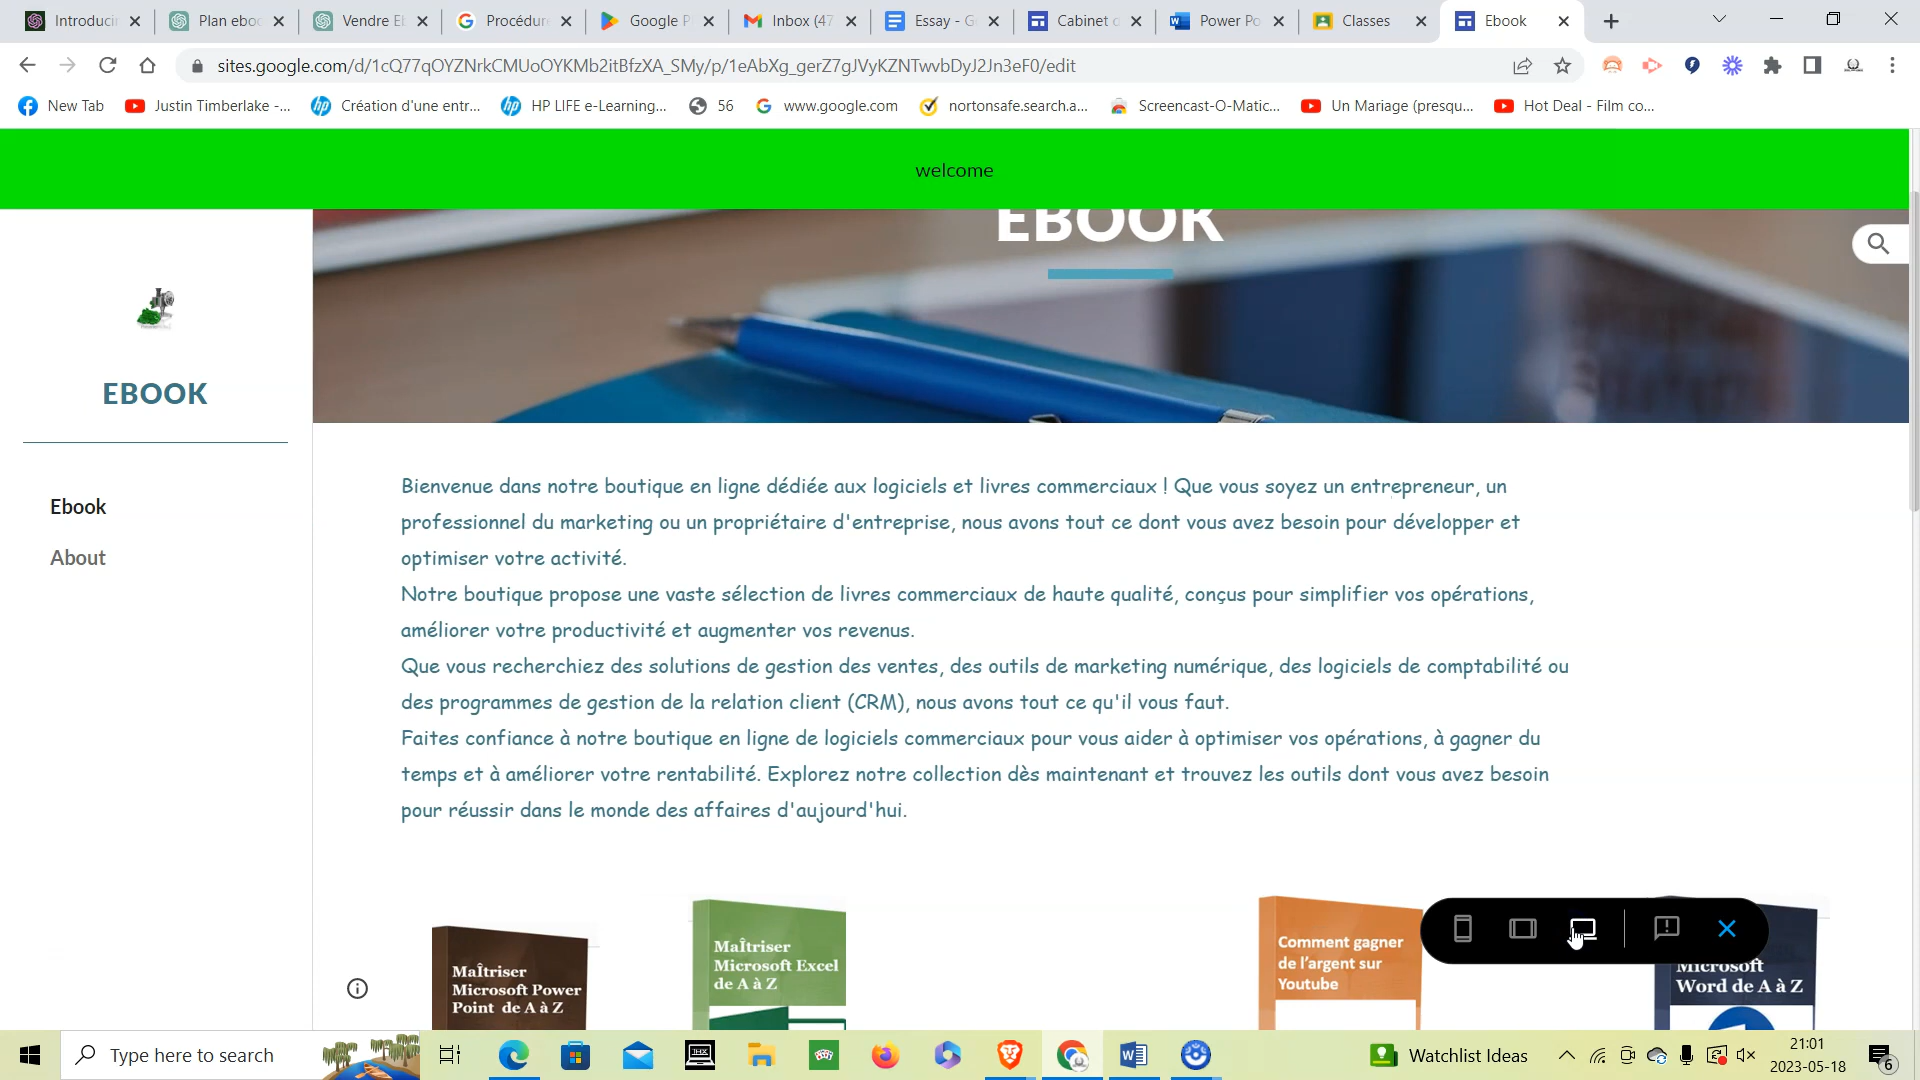 Introducin
Plan eboo
Vendre E
Procédur
Google P
Inbox (47
Essay - G
Cabinet
Power Po
Classes
Ebook
sites.google.com/d/1cQ77qOYZNrkCMUoOYKMb2itBfzXA_SMy/p/1eAbXg_gerZ7gJVyKZNTwvbDyJ2Jn3eF0/edit
New Tab
Justin Timberlake -...
Création d'une entr...
HP LIFE e-Learning...
56
www.google.com
nortonsafe.search.a...
Screencast-O-Matic...
Un Mariage (presqu...
Hot Deal - Film co...
welcome
EBOOK
EBOOK
Ebook
About
Bienvenue dans notre boutique en ligne dédiée aux logiciels et livres commerciaux ! Que vous soyez un entrepreneur, un
professionnel du marketing ou un propriétaire d'entreprise, nous avons tout ce dont vous avez besoin pour développer et
optimiser votre activité.
Notre boutique propose une vaste sélection de livres commerciaux de haute qualité, conçus pour simplifier vos opérations,
améliorer votre productivité et augmenter vos revenus.
Que vous recherchiez des solutions de gestion des ventes, des outils de marketing numérique, des logiciels de comptabilité ou
des programmes de gestion de la relation client (CRM), nous avons tout ce qu'il vous faut.
Faites confiance à notre boutique en ligne de logiciels commerciaux pour vous aider à optimiser vos opérations, à gagner du
temps et à améliorer votre rentabilité. Explorez notre collection dès maintenant et trouvez les outils dont vous avez besoin
pour réussir dans le monde des affaires d'aujourd'hui.
Maîtriser
Microsoft Power
Point de A à Z
Maîtriser
Microsoft Excel
de A à Z
Comment gagner
de l'argent sur
Youtube
Microsoft
Word de A à Z
Type here to search
Watchlist Ideas
21:01
2023-05-18
6